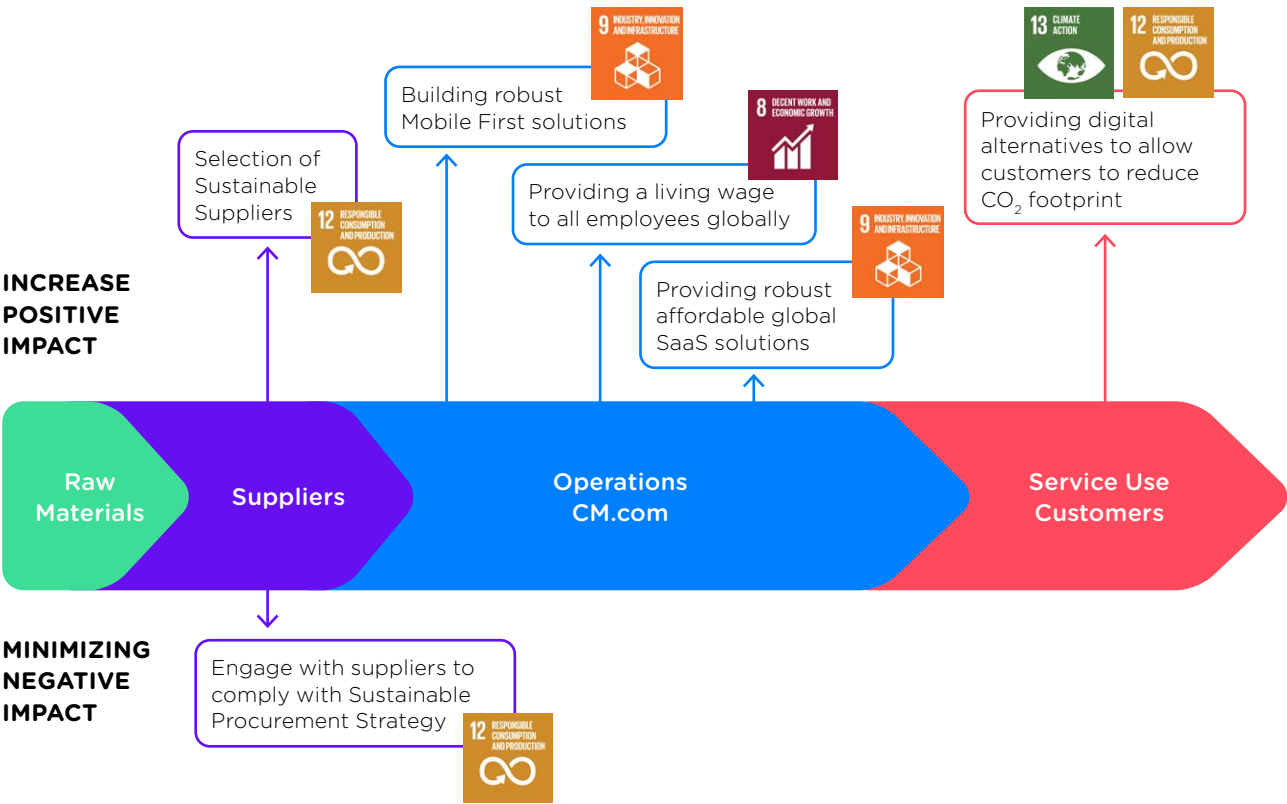 13 CLIMATE
ACTION
12 RESPONSIBLE
CONSUMPTION
AND PRODUCTION
9 INDUSTRY, INNOVATION
AND INFRASTRUCTURE
Building robust
Mobile First solutions
8 DECENT WORK AND
ECONOMIC GROWTH
Providing digital
alternatives to allow
customers to reduce
CO2 footprint
Selection of
Sustainable
Suppliers
12 RESPONSIBLE
CONSUMPTION
AND PRODUCTION
Providing a living wage
to all employees globally
9 INDUSTRY, INNOVATION
AND INFRASTRUCTURE
Providing robust
affordable global
SaaS solutions
INCREASE
POSITIVE
IMPACT
Raw
Materials
Suppliers
Operations
CM.com
Service Use
Customers
MINIMIZING
NEGATIVE
IMPACT
Engage with suppliers to
comply with Sustainable
Procurement Strategy
12 RESPONSIBLE
CONSUMPTION
AND PRODUCTION